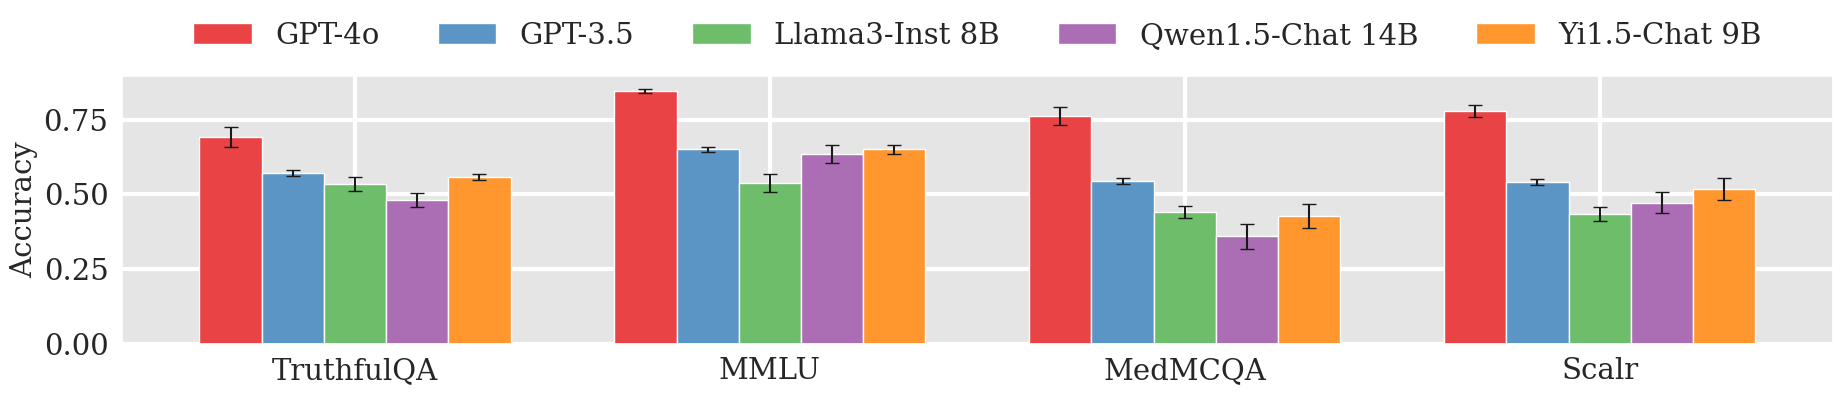 GPT-4o GPT-3.5 Llama3-Inst 8B Qwen1.5-Chat 14B Yi1.5-Chat 9B
Accuracy
0.75
0.50
0.25
0.00
TruthfulQA MMLU MedMCQA Scalr